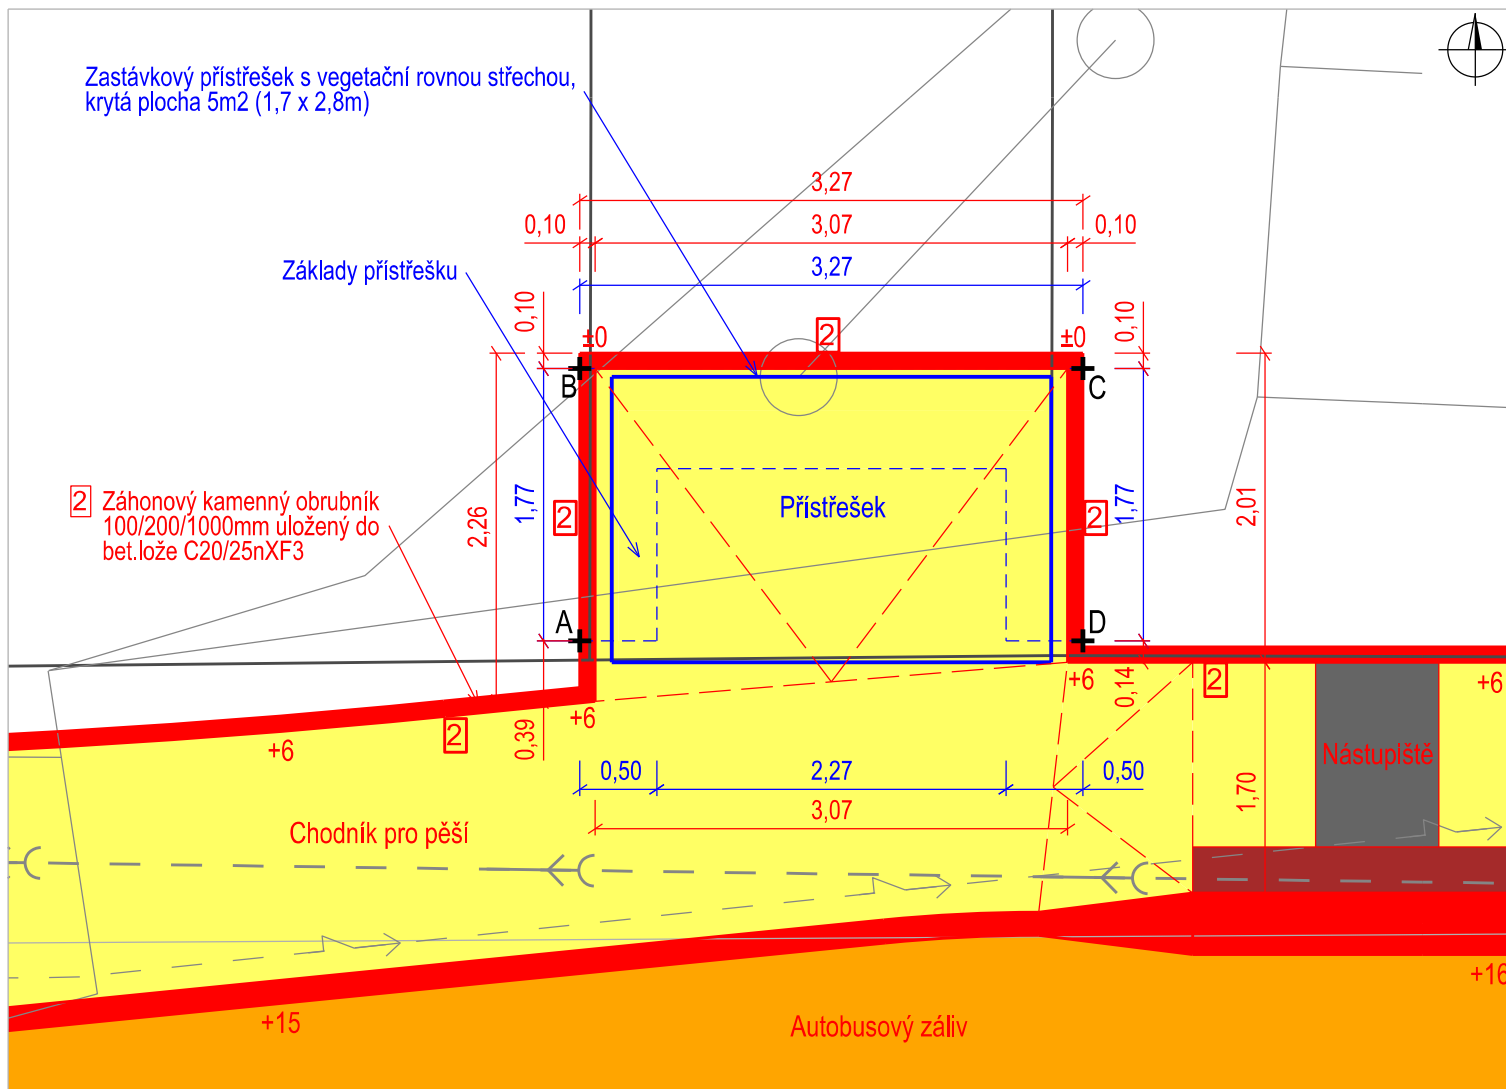 Zastávkový přístřešek s vegetační rovnou střechou,
krytá plocha 5m2 (1,7 x 2,8m)
3,27
0,10
3,07
0,10
Základy přístřešku
3,27
0,10
0,10
±0
2
±0
B
C
2 Záhonový kamenný obrubník
100/200/1000mm uložený do
bet.lože C20/25nXF3
2,26
1,77
2
Přístřešek
2
1,77
2,01
A
D
+6
0,14
2
+6
+6
2
+6
0,39
Nástupiště
0,50
2,27
0,50
3,07
1,70
Chodník pro pěší
+16
+15
Autobusový záliv